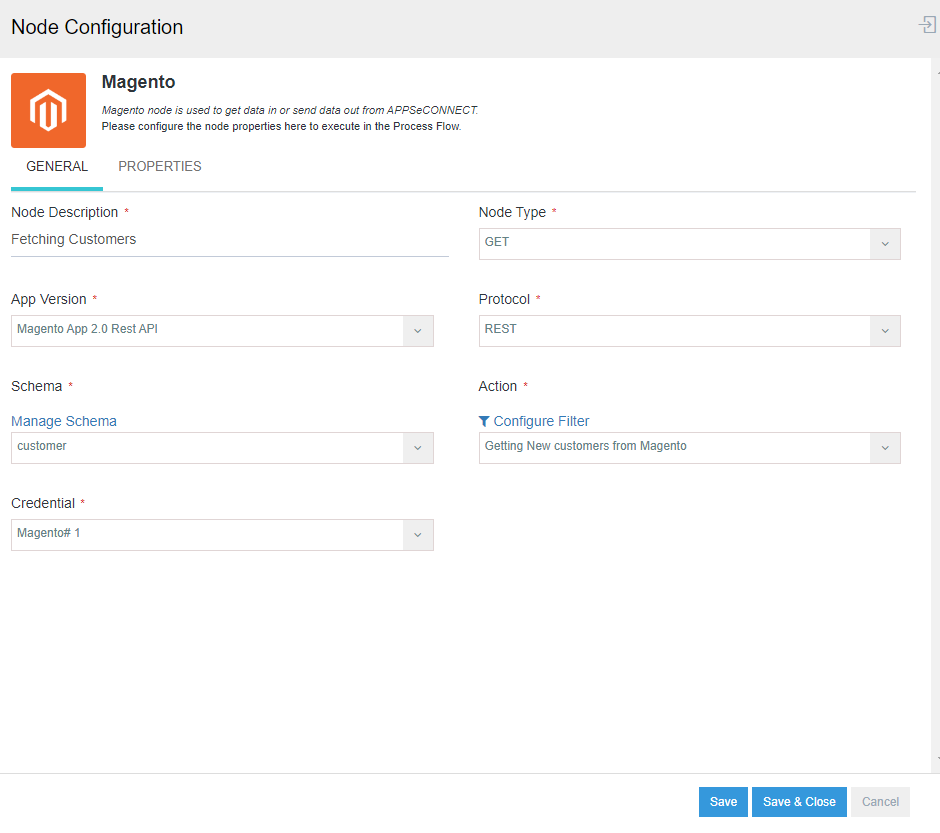 Node Configuration
Magento
Magento node is used to get data in or send data out from APPSeCONNECT.
Please configure the node properties here to execute in the Process Flow.
GENERAL PROPERTIES
Node Description *
Node Type *
Fetching Customers
GET
App Version *
Protocol *
Magento App 2.0 Rest API
REST
Schema *
Action *
Manage Schema
Configure Filter
customer
Getting New customers from Magento
Credential *
Magento# 1
Save
Save & Close
Cancel